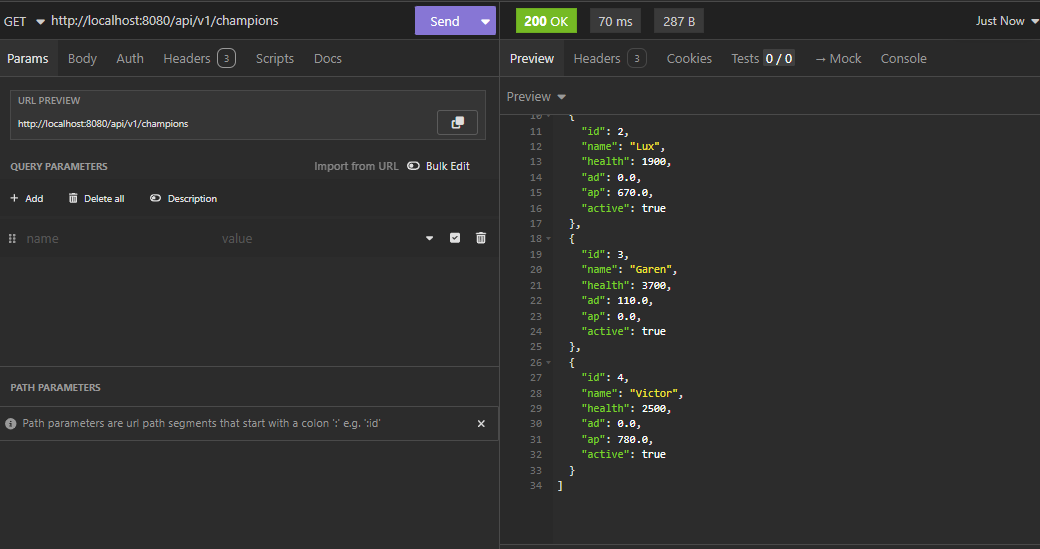 GET http://localhost:8080/api/v1/champions Send
Params Body Auth Headers 3 Scripts Docs
URL PREVIEW
http://localhost:8080/api/v1/champions
QUERY PARAMETERS Import from URL Bulk Edit
+ Add Delete all Description
name value
PATH PARAMETERS
Path parameters are url path segments that start with a colon ':' e.g. ':id'
200 OK 70 ms 287 B Just Now
Preview Headers 3 Cookies Tests 0 / 0 → Mock Console
Preview
10 {
11 "id": 2,
12 "name": "Lux",
13 "health": 1900,
14 "ad": 0.0,
15 "ap": 670.0,
16 "active": true
17 },
18 {
19 "id": 3,
20 "name": "Garen",
21 "health": 3700,
22 "ad": 110.0,
23 "ap": 0.0,
24 "active": true
25 },
26 {
27 "id": 4,
28 "name": "Victor",
29 "health": 2500,
30 "ad": 0.0,
31 "ap": 780.0,
32 "active": true
33 }
34 ]